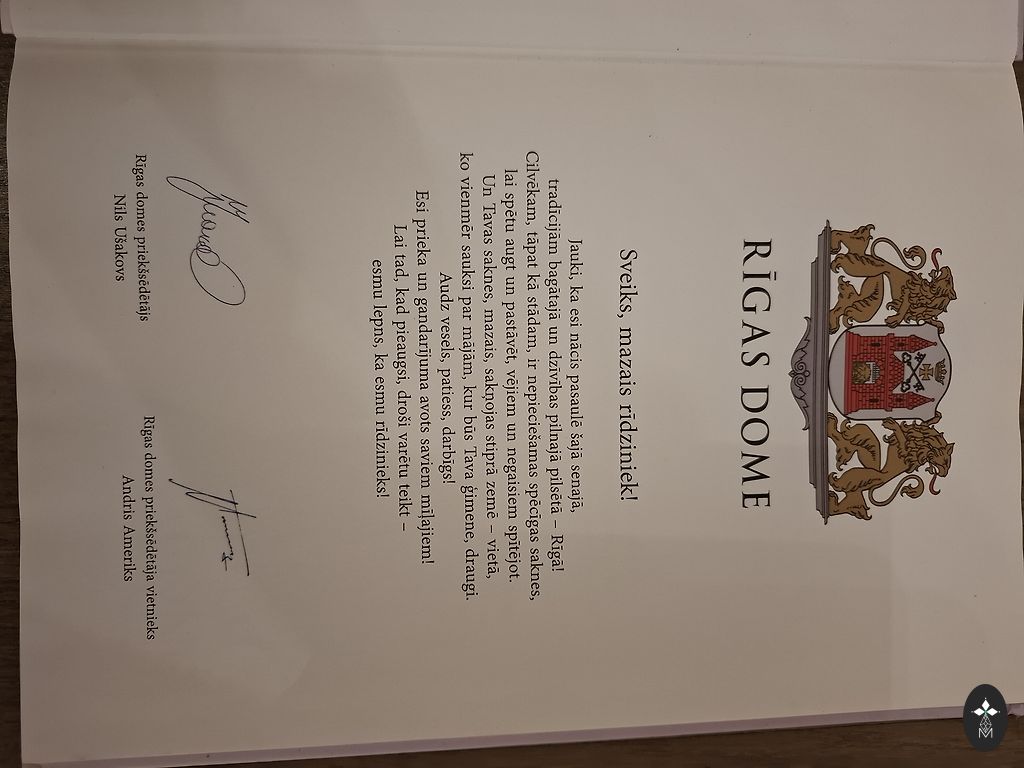 RĪGAS DOME
Sveiks, mazais rīdziniek!
Jauki, ka esi nācis pasaulē šajā senajā,
tradīcijām bagātajā un dzīvības pilnajā pilsētā – Rīgā!
Cilvēkam, tāpat kā stādam, ir nepieciešamas spēcīgas saknes,
lai spētu augt un pastāvēt, vējiem un negaisiem spītējot.
Un Tavas saknes, mazais, sakņojas stiprā zemē – vietā,
ko vienmēr sauksi par mājām, kur būs Tava ģimene, draugi.
Audz vesels, patiess, darbīgs!
Esi prieka un gandarījuma avots saviem mīļajiem!
Lai tad, kad pieaugsi, droši varētu teikt –
esmu lepns, ka esmu rīdzinieks!
Rīgas domes priekšsēdētājs
Nils Ušakovs
Rīgas domes priekšsēdētāja vietnieks
Andris Ameriks
M